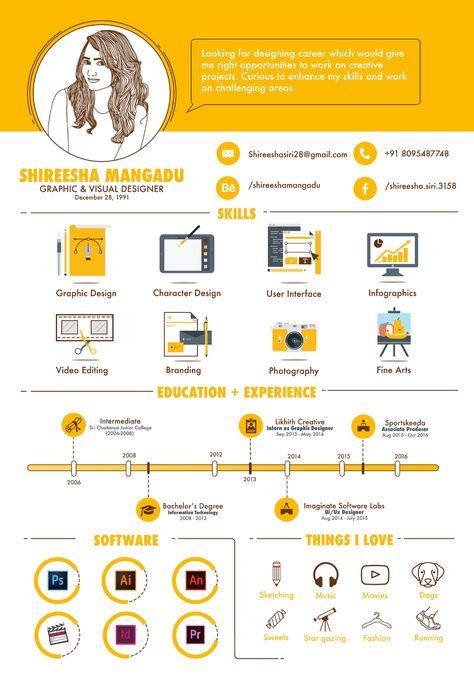 Looking for designing career which would give
me right opportunities to work on creative
projects. Curious to enhance my skills and work
on challenging areas.
SHIREESHA MANGADU
GRAPHIC & VISUAL DESIGNER
December 28, 1991
Shireeshasiri28@gmail.com
+91 8095487748
Bē
/shireeshamangadu
f
/shireesha.siri.3158
SKILLS
Graphic Design
Character Design
User Interface
Infographics
Video Editing
Branding
Photography
Fine Arts
EDUCATION + EXPERIENCE
Intermediate
Sri Chaitanya Junior College
(2006-2008)
Likhith Creative
Intern as Graphic Designer
Sep 2013 - May 2014
Sportskeeda
Associate Producer
Aug 2015 - Oct 2016
2006
2008
2012
2013
2014
2015
2016
Bachelor's Degree
Information Technology
2008 - 2012
Imaginate Software Labs
Ui/Ux Designer
Aug 2014 - July 2015
SOFTWARE
Ps
Ai
An
Id
Pr
THINGS I LOVE
Sketching
Music
Movies
Dogs
Sweets
Star gazing
Fashion
Running